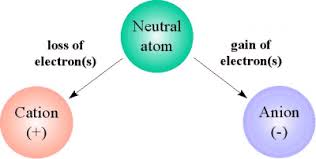 Neutral
atom
loss of
electron(s)
gain of
electron(s)
Cation
(+)
Anion
(-)